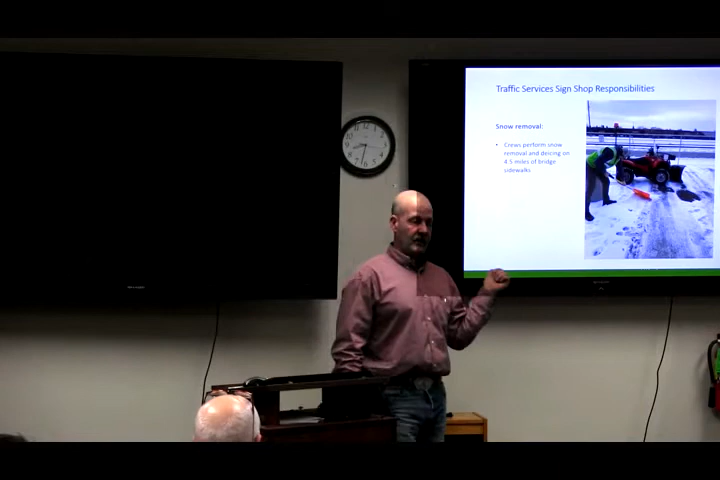 Traffic Services Sign Shop Responsibilities
Snow removal:
• Crews perform snow
removal and deicing on
4.5 miles of bridge
sidewalks